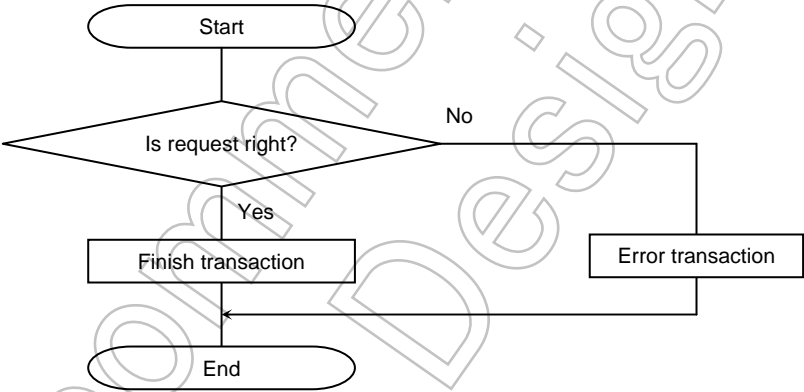 Start
Is request right?
No
Yes
Finish transaction
Error transaction
End